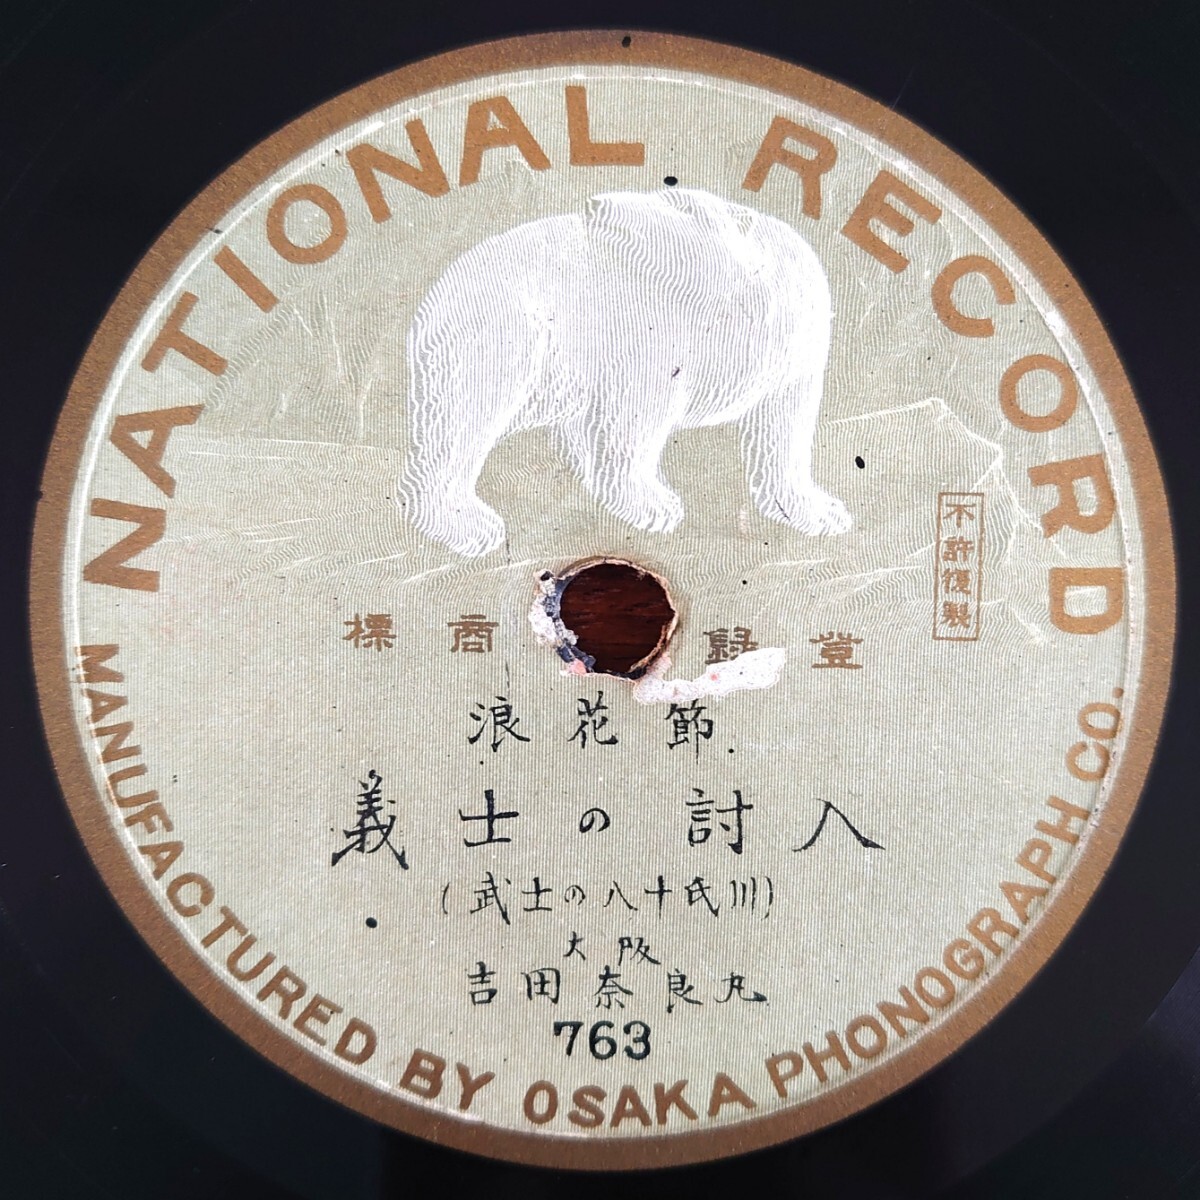 NATIONAL RECORD
不許復製
登録商標
浪花節
義士の討入
(武士の八十氏川)
大阪
吉田奈良丸
763
MANUFACTURED BY OSAKA PHONOGRAPH CO.